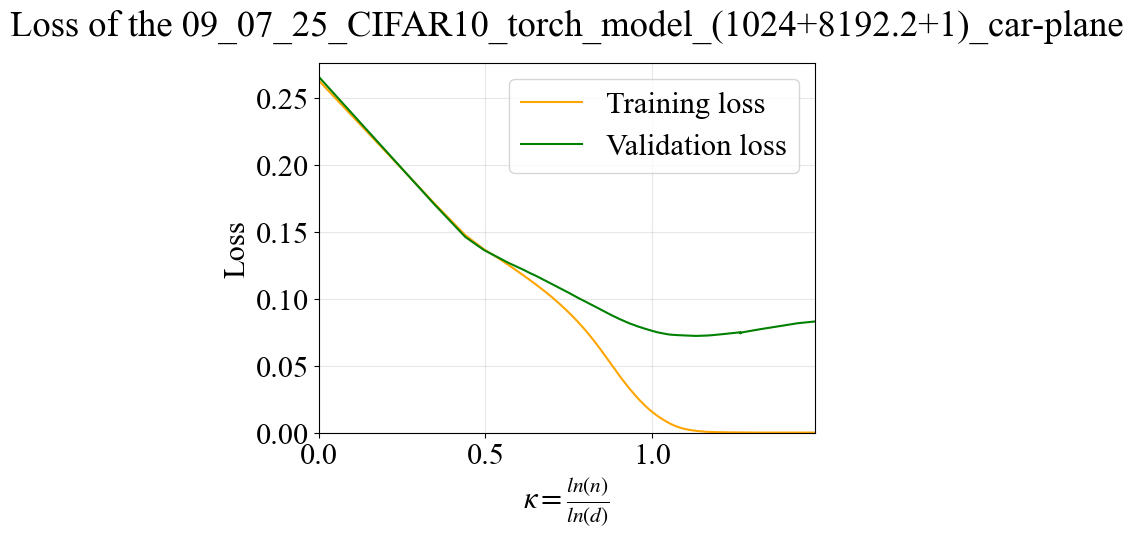 Loss of the 09_07_25_CIFAR10_torch_model_(1024+8192.2+1)_car-plane
Training loss
Validation loss
Loss
0.25
0.20
0.15
0.10
0.05
0.00
0.0 0.5 1.0
κ = ln(n) / ln(d)